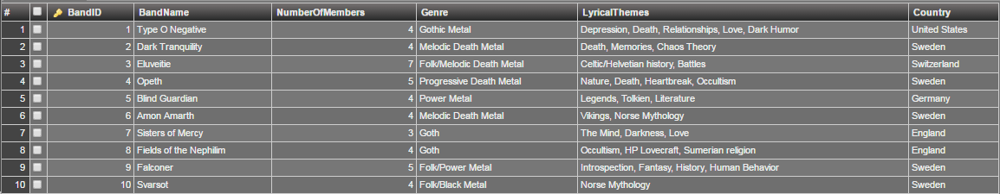 # BandID BandName NumberOfMembers Genre LyricalThemes Country
1 1 Type O Negative 4 Gothic Metal Depression, Death, Relationships, Love, Dark Humor United States
2 2 Dark Tranquility 4 Melodic Death Metal Death, Memories, Chaos Theory Sweden
3 3 Eluveitie 7 Folk/Melodic Death Metal Celtic/Helvetian history, Battles Switzerland
4 4 Opeth 5 Progressive Death Metal Nature, Death, Heartbreak, Occultism Sweden
5 5 Blind Guardian 4 Power Metal Legends, Tolkien, Literature Germany
6 6 Amon Amarth 4 Melodic Death Metal Vikings, Norse Mythology Sweden
7 7 Sisters of Mercy 3 Goth The Mind, Darkness, Love England
8 8 Fields of the Nephilim 4 Goth Occultism, HP Lovecraft, Sumerian religion England
9 9 Falconer 5 Folk/Power Metal Introspection, Fantasy, History, Human Behavior Sweden
10 10 Svarsot 4 Folk/Black Metal Norse Mythology Sweden